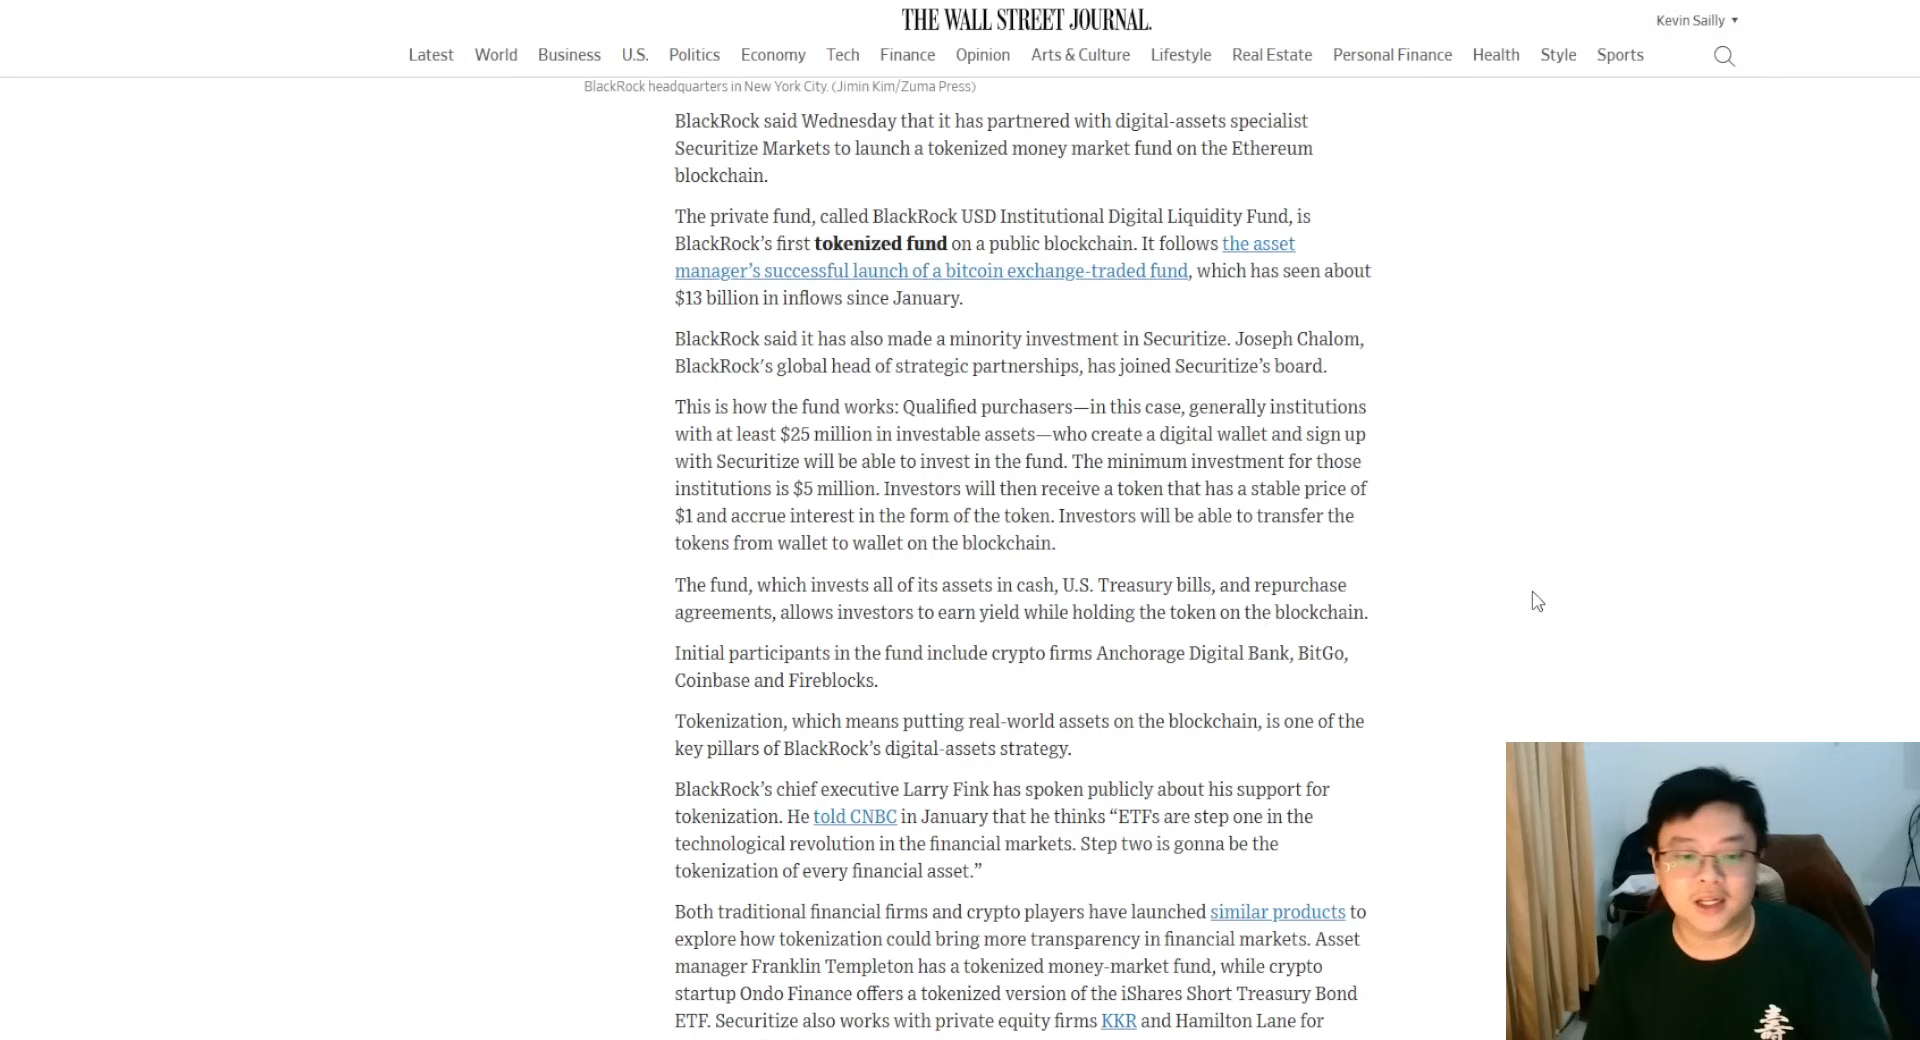 THE WALL STREET JOURNAL.
Kevin Sailly
Latest World Business U.S. Politics Economy Tech Finance Opinion Arts & Culture Lifestyle Real Estate Personal Finance Health Style Sports
BlackRock headquarters in New York City. (Jimin Kim/Zuma Press)
BlackRock said Wednesday that it has partnered with digital-assets specialist
Securitize Markets to launch a tokenized money market fund on the Ethereum
blockchain.
The private fund, called BlackRock USD Institutional Digital Liquidity Fund, is
BlackRock’s first tokenized fund on a public blockchain. It follows the asset
manager’s successful launch of a bitcoin exchange-traded fund, which has seen about
$13 billion in inflows since January.
BlackRock said it has also made a minority investment in Securitize. Joseph Chalom,
BlackRock's global head of strategic partnerships, has joined Securitize’s board.
This is how the fund works: Qualified purchasers—in this case, generally institutions
with at least $25 million in investable assets—who create a digital wallet and sign up
with Securitize will be able to invest in the fund. The minimum investment for those
institutions is $5 million. Investors will then receive a token that has a stable price of
$1 and accrue interest in the form of the token. Investors will be able to transfer the
tokens from wallet to wallet on the blockchain.
The fund, which invests all of its assets in cash, U.S. Treasury bills, and repurchase
agreements, allows investors to earn yield while holding the token on the blockchain.
Initial participants in the fund include crypto firms Anchorage Digital Bank, BitGo,
Coinbase and Fireblocks.
Tokenization, which means putting real-world assets on the blockchain, is one of the
key pillars of BlackRock’s digital-assets strategy.
BlackRock’s chief executive Larry Fink has spoken publicly about his support for
tokenization. He told CNBC in January that he thinks “ETFs are step one in the
technological revolution in the financial markets. Step two is gonna be the
tokenization of every financial asset.”
Both traditional financial firms and crypto players have launched similar products to
explore how tokenization could bring more transparency in financial markets. Asset
manager Franklin Templeton has a tokenized money-market fund, while crypto
startup Ondo Finance offers a tokenized version of the iShares Short Treasury Bond
ETF. Securitize also works with private equity firms KKR and Hamilton Lane for
壽